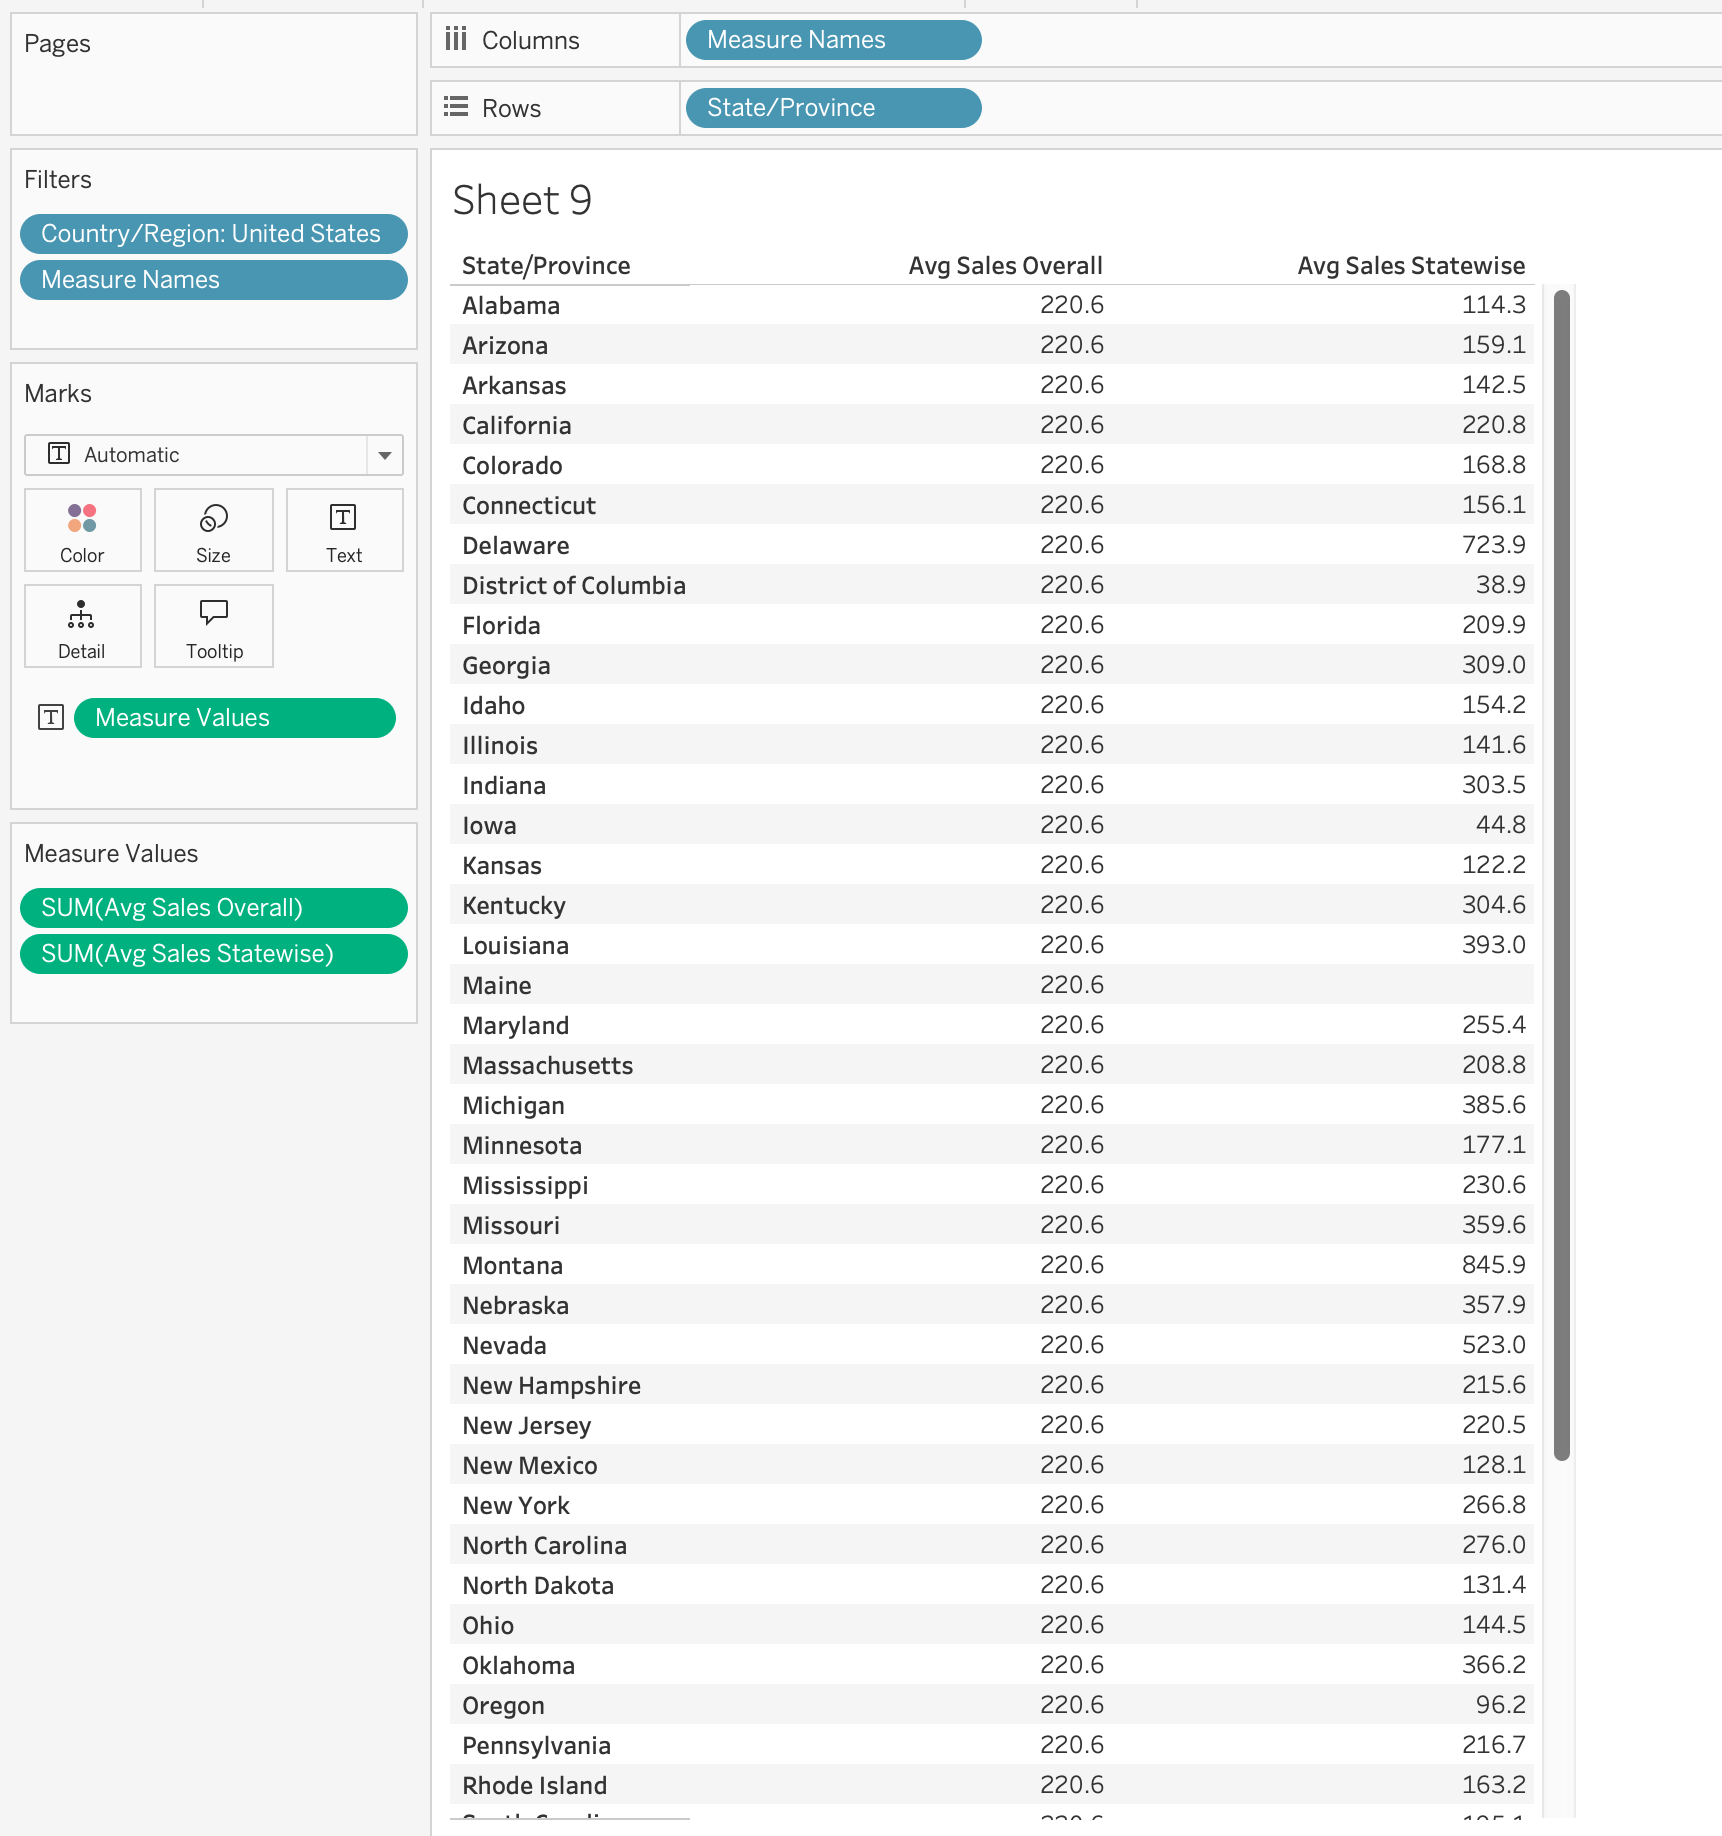 Pages
Columns
Measure Names
Rows
State/Province
Filters
Country/Region: United States
Measure Names
Marks
Automatic
Color
Size
Text
Detail
Tooltip
Measure Values
Measure Values
SUM(Avg Sales Overall)
SUM(Avg Sales Statewise)
Sheet 9
State/Province Avg Sales Overall Avg Sales Statewise
Alabama 220.6 114.3
Arizona 220.6 159.1
Arkansas 220.6 142.5
California 220.6 220.8
Colorado 220.6 168.8
Connecticut 220.6 156.1
Delaware 220.6 723.9
District of Columbia 220.6 38.9
Florida 220.6 209.9
Georgia 220.6 309.0
Idaho 220.6 154.2
Illinois 220.6 141.6
Indiana 220.6 303.5
Iowa 220.6 44.8
Kansas 220.6 122.2
Kentucky 220.6 304.6
Louisiana 220.6 393.0
Maine 220.6
Maryland 220.6 255.4
Massachusetts 220.6 208.8
Michigan 220.6 385.6
Minnesota 220.6 177.1
Mississippi 220.6 230.6
Missouri 220.6 359.6
Montana 220.6 845.9
Nebraska 220.6 357.9
Nevada 220.6 523.0
New Hampshire 220.6 215.6
New Jersey 220.6 220.5
New Mexico 220.6 128.1
New York 220.6 266.8
North Carolina 220.6 276.0
North Dakota 220.6 131.4
Ohio 220.6 144.5
Oklahoma 220.6 366.2
Oregon 220.6 96.2
Pennsylvania 220.6 216.7
Rhode Island 220.6 163.2